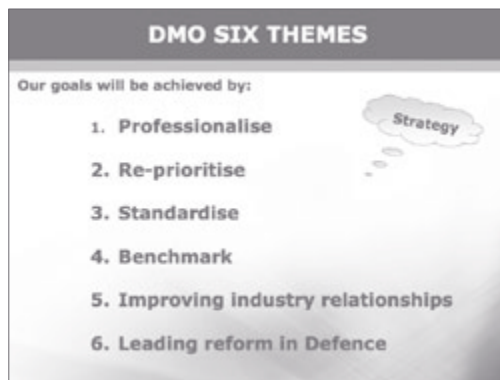 DMO SIX THEMES
Our goals will be achieved by:
Strategy
1. Professionalise
2. Re-prioritise
3. Standardise
4. Benchmark
5. Improving industry relationships
6. Leading reform in Defence